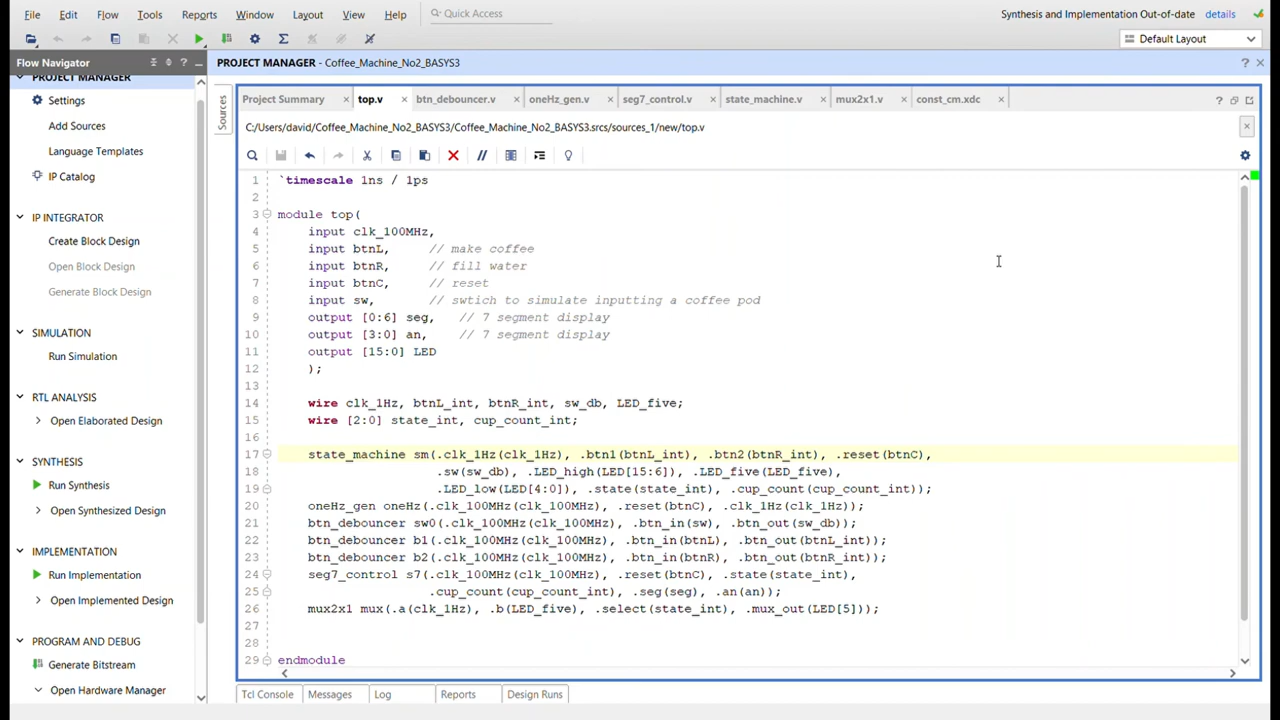 File Edit Flow Tools Reports Window Layout View Help Quick Access Synthesis and Implementation Out-of-date details
Default Layout
Flow Navigator PROJECT MANAGER - Coffee_Machine_No2_BASYS3
PROJECT MANAGER
Settings
Add Sources
Language Templates
IP Catalog
IP INTEGRATOR
Create Block Design
Open Block Design
Generate Block Design
SIMULATION
Run Simulation
RTL ANALYSIS
Open Elaborated Design
SYNTHESIS
Run Synthesis
Open Synthesized Design
IMPLEMENTATION
Run Implementation
Open Implemented Design
PROGRAM AND DEBUG
Generate Bitstream
Open Hardware Manager
Sources
Project Summary top.v btn_debouncer.v oneHz_gen.v seg7_control.v state_machine.v mux2x1.v const_cm.xdc
C:/Users/david/Coffee_Machine_No2_BASYS3/Coffee_Machine_No2_BASYS3.srcs/sources_1/new/top.v
1 `timescale 1ns / 1ps
2
3 module top(
4 input clk_100MHz,
5 input btnL, // make coffee
6 input btnR, // fill water
7 input btnC, // reset
8 input sw, // swtich to simulate inputting a coffee pod
9 output [0:6] seg, // 7 segment display
10 output [3:0] an, // 7 segment display
11 output [15:0] LED
12 );
13
14 wire clk_1Hz, btnL_int, btnR_int, sw_db, LED_five;
15 wire [2:0] state_int, cup_count_int;
16
17 state_machine sm(.clk_1Hz(clk_1Hz), .btn1(btnL_int), .btn2(btnR_int), .reset(btnC),
18 .sw(sw_db), .LED_high(LED[15:6]), .LED_five(LED_five),
19 .LED_low(LED[4:0]), .state(state_int), .cup_count(cup_count_int));
20 oneHz_gen oneHz(.clk_100MHz(clk_100MHz), .reset(btnC), .clk_1Hz(clk_1Hz));
21 btn_debouncer sw0(.clk_100MHz(clk_100MHz), .btn_in(sw), .btn_out(sw_db));
22 btn_debouncer b1(.clk_100MHz(clk_100MHz), .btn_in(btnL), .btn_out(btnL_int));
23 btn_debouncer b2(.clk_100MHz(clk_100MHz), .btn_in(btnR), .btn_out(btnR_int));
24 seg7_control s7(.clk_100MHz(clk_100MHz), .reset(btnC), .state(state_int),
25 .cup_count(cup_count_int), .seg(seg), .an(an));
26 mux2x1 mux(.a(clk_1Hz), .b(LED_five), .select(state_int), .mux_out(LED[5]));
27
28
29 endmodule
Tcl Console Messages Log Reports Design Runs